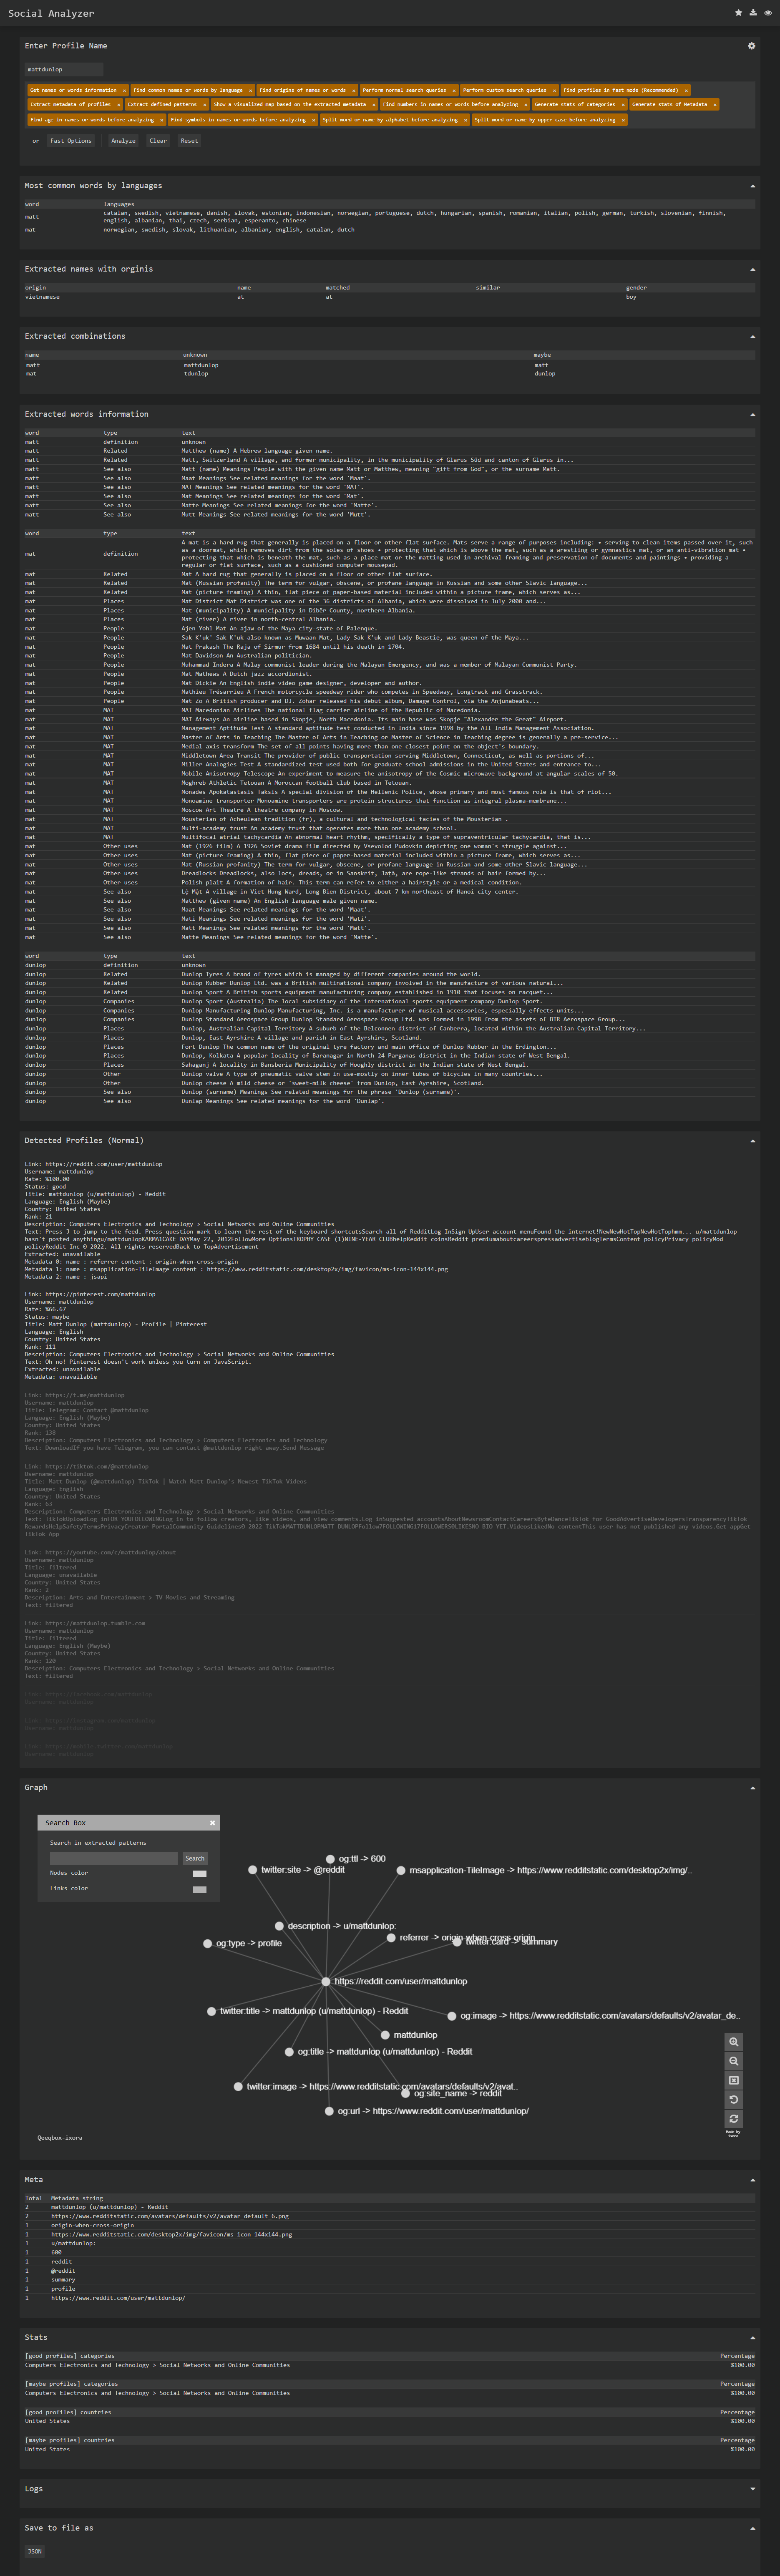 Social Analyzer
Enter Profile Name
mattdunlop
Get names or words information × Find common names or words by language × Find origins of names or words × Perform normal search queries × Perform custom search queries × Find profiles in fast mode (Recommended) ×
Extract metadata of profiles × Extract defined patterns × Show a visualized map based on the extracted metadata × Find numbers in names or words before analyzing × Generate stats of categories × Generate stats of Metadata ×
Find age in names or words before analyzing × Find symbols in names or words before analyzing × Split word or name by alphabet before analyzing × Split word or name by upper case before analyzing ×
or Fast Options Analyze Clear Reset
Most common words by languages
word languages
matt catalan, swedish, vietnamese, danish, slovak, estonian, indonesian, norwegian, portuguese, dutch, hungarian, spanish, romanian, italian, polish, german, turkish, slovenian, finnish,
english, albanian, thai, czech, serbian, esperanto, chinese
mat norwegian, swedish, slovak, lithuanian, albanian, english, catalan, dutch
Extracted names with orginis
origin name matched similar gender
vietnamese at at boy
Extracted combinations
name unknown maybe
matt mattdunlop matt
mat tdunlop dunlop
Extracted words information
word type text
matt definition unknown
matt Related Matthew (name) A Hebrew language given name.
matt Related Matt, Switzerland A village, and former municipality, in the municipality of Glarus Süd and canton of Glarus in...
matt See also Matt (name) Meanings People with the given name Matt or Matthew, meaning "gift from God", or the surname Matt.
matt See also Maat Meanings See related meanings for the word 'Maat'.
matt See also MAT Meanings See related meanings for the word 'MAT'.
matt See also Mat Meanings See related meanings for the word 'Mat'.
matt See also Matte Meanings See related meanings for the word 'Matte'.
matt See also Mutt Meanings See related meanings for the word 'Mutt'.
word type text
mat definition A mat is a hard rug that generally is placed on a floor or other flat surface. Mats serve a range of purposes including: • serving to clean items passed over it, such
as a doormat, which removes dirt from the soles of shoes • protecting that which is above the mat, such as a wrestling or gymnastics mat, or an anti-vibration mat •
protecting that which is beneath the mat, such as a place mat or the matting used in archival framing and preservation of documents and paintings • providing a
regular or flat surface, such as a cushioned computer mousepad.
mat Related Mat A hard rug that generally is placed on a floor or other flat surface.
mat Related Mat (Russian profanity) The term for vulgar, obscene, or profane language in Russian and some other Slavic language...
mat Related Mat (picture framing) A thin, flat piece of paper-based material included within a picture frame, which serves as...
mat Places Mat District Mat District was one of the 36 districts of Albania, which were dissolved in July 2000 and...
mat Places Mat (municipality) A municipality in Dibër County, northern Albania.
mat Places Mat (river) A river in north-central Albania.
mat People Ajen Yohl Mat An ajaw of the Maya city-state of Palenque.
mat People Sak K'uk' Sak K'uk also known as Muwaan Mat, Lady Sak K'uk and Lady Beastie, was queen of the Maya...
mat People Mat Prakash The Raja of Sirmur from 1684 until his death in 1704.
mat People Mat Davidson An Australian politician.
mat People Muhammad Indera A Malay communist leader during the Malayan Emergency, and was a member of Malayan Communist Party.
mat People Mat Mathews A Dutch jazz accordionist.
mat People Mat Dickie An English indie video game designer, developer and author.
mat People Mathieu Trésarrieu A French motorcycle speedway rider who competes in Speedway, Longtrack and Grasstrack.
mat People Mat Zo A British producer and DJ. Zohar released his debut album, Damage Control, via the Anjunabeats...
mat MAT MAT Macedonian Airlines The national flag carrier airline of the Republic of Macedonia.
mat MAT MAT Airways An airline based in Skopje, North Macedonia. Its main base was Skopje "Alexander the Great" Airport.
mat MAT Management Aptitude Test A standard aptitude test conducted in India since 1998 by the All India Management Association.
mat MAT Master of Arts in Teaching The Master of Arts in Teaching or Master of Science in Teaching degree is generally a pre-service...
mat MAT Medial axis transform The set of all points having more than one closest point on the object's boundary.
mat MAT Middletown Area Transit The provider of public transportation serving Middletown, Connecticut, as well as portions of...
mat MAT Miller Analogies Test A standardized test used both for graduate school admissions in the United States and entrance to...
mat MAT Mobile Anisotropy Telescope An experiment to measure the anisotropy of the Cosmic microwave background at angular scales of 50.
mat MAT Moghreb Athletic Tetouan A Moroccan football club based in Tetouan.
mat MAT Monades Apokatastasis Taksis A special division of the Hellenic Police, whose primary and most famous role is that of riot...
mat MAT Monoamine transporter Monoamine transporters are protein structures that function as integral plasma-membrane...
mat MAT Moscow Art Theatre A theatre company in Moscow.
mat MAT Mousterian of Acheulean tradition (fr), a cultural and technological facies of the Mousterian .
mat MAT Multi-academy trust An academy trust that operates more than one academy school.
mat MAT Multifocal atrial tachycardia An abnormal heart rhythm, specifically a type of supraventricular tachycardia, that is...
mat Other uses Mat (1926 film) A 1926 Soviet drama film directed by Vsevolod Pudovkin depicting one woman's struggle against...
mat Other uses Mat (picture framing) A thin, flat piece of paper-based material included within a picture frame, which serves as...
mat Other uses Mat (Russian profanity) The term for vulgar, obscene, or profane language in Russian and some other Slavic language...
mat Other uses Dreadlocks Dreadlocks, also locs, dreads, or in Sanskrit, Jaṭā, are rope-like strands of hair formed by...
mat Other uses Polish plait A formation of hair. This term can refer to either a hairstyle or a medical condition.
mat See also Lệ Mật A village in Viet Hung Ward, Long Bien District, about 7 km northeast of Hanoi city center.
mat See also Matthew (given name) An English language male given name.
mat See also Maat Meanings See related meanings for the word 'Maat'.
mat See also Mati Meanings See related meanings for the word 'Mati'.
mat See also Matt Meanings See related meanings for the word 'Matt'.
mat See also Matte Meanings See related meanings for the word 'Matte'.
word type text
dunlop definition unknown
dunlop Related Dunlop Tyres A brand of tyres which is managed by different companies around the world.
dunlop Related Dunlop Rubber Dunlop Ltd. was a British multinational company involved in the manufacture of various natural...
dunlop Related Dunlop Sport A British sports equipment manufacturing company established in 1910 that focuses on racquet...
dunlop Companies Dunlop Sport (Australia) The local subsidiary of the international sports equipment company Dunlop Sport.
dunlop Companies Dunlop Manufacturing Dunlop Manufacturing, Inc. is a manufacturer of musical accessories, especially effects units...
dunlop Companies Dunlop Standard Aerospace Group Dunlop Standard Aerospace Group Ltd. was formed in 1998 from the assets of BTR Aerospace Group...
dunlop Places Dunlop, Australian Capital Territory A suburb of the Belconnen district of Canberra, located within the Australian Capital Territory...
dunlop Places Dunlop, East Ayrshire A village and parish in East Ayrshire, Scotland.
dunlop Places Fort Dunlop The common name of the original tyre factory and main office of Dunlop Rubber in the Erdington...
dunlop Places Dunlop, Kolkata A popular locality of Baranagar in North 24 Parganas district in the Indian state of West Bengal.
dunlop Places Sahaganj A locality in Bansberia Municipality of Hooghly district in the Indian state of West Bengal.
dunlop Other Dunlop valve A type of pneumatic valve stem in use-mostly on inner tubes of bicycles in many countries...
dunlop Other Dunlop cheese A mild cheese or 'sweet-milk cheese' from Dunlop, East Ayrshire, Scotland.
dunlop See also Dunlop (surname) Meanings See related meanings for the phrase 'Dunlop (surname)'.
dunlop See also Dunlap Meanings See related meanings for the word 'Dunlap'.
Detected Profiles (Normal)
Link: https://reddit.com/user/mattdunlop
Username: mattdunlop
Rate: %100.00
Status: good
Title: mattdunlop (u/mattdunlop) - Reddit
Language: English (Maybe)
Country: United States
Rank: 21
Description: Computers Electronics and Technology > Social Networks and Online Communities
Text: Press J to jump to the feed. Press question mark to learn the rest of the keyboard shortcutsSearch all of RedditLog InSign UpUser account menuFound the internet!NewNewHotTopNewHotTophmm... u/mattdunlop
hasn't posted anythingu/mattdunlopKARMA1CAKE DAYMay 22, 2012FollowMore OptionsTROPHY CASE (1)NINE-YEAR CLUBhelpReddit coinsReddit premiumaboutcareerspressadvertiseblogTermsContent policyPrivacy policyMod
policyReddit Inc © 2022. All rights reservedBack to TopAdvertisement
Extracted: unavailable
Metadata 0: name : referrer content : origin-when-cross-origin
Metadata 1: name : msapplication-TileImage content : https://www.redditstatic.com/desktop2x/img/favicon/ms-icon-144x144.png
Metadata 2: name : jsapi
Link: https://pinterest.com/mattdunlop
Username: mattdunlop
Rate: %66.67
Status: maybe
Title: Matt Dunlop (mattdunlop) - Profile | Pinterest
Language: English
Country: United States
Rank: 111
Description: Computers Electronics and Technology > Social Networks and Online Communities
Text: Oh no! Pinterest doesn't work unless you turn on JavaScript.
Extracted: unavailable
Metadata: unavailable
Link: https://t.me/mattdunlop
Username: mattdunlop
Title: Telegram: Contact @mattdunlop
Language: English (Maybe)
Country: United States
Rank: 138
Description: Computers Electronics and Technology > Computers Electronics and Technology
Text: DownloadIf you have Telegram, you can contact @mattdunlop right away.Send Message
Link: https://tiktok.com/@mattdunlop
Username: mattdunlop
Title: Matt Dunlop (@mattdunlop) TikTok | Watch Matt Dunlop's Newest TikTok Videos
Language: English
Country: United States
Rank: 63
Description: Computers Electronics and Technology > Social Networks and Online Communities
Text: TikTokUploadLog inFOR YOUFOLLOWINGLog in to follow creators, like videos, and view comments.Log inSuggested accountsAboutNewsroomContactCareersByteDanceTikTok for GoodAdvertiseDevelopersTransparencyTikTok
RewardsHelpSafetyTermsPrivacyCreator PortalCommunity Guidelines© 2022 TikTokMATTDUNLOPMATT DUNLOPFollow7FOLLOWING17FOLLOWERS0LIKESNO BIO YET.VideosLikedNo contentThis user has not published any videos.Get appGet
TikTok App
Link: https://youtube.com/c/mattdunlop/about
Username: mattdunlop
Title: filtered
Language: unavailable
Country: United States
Rank: 2
Description: Arts and Entertainment > TV Movies and Streaming
Text: filtered
Link: https://mattdunlop.tumblr.com
Username: mattdunlop
Title: filtered
Language: English (Maybe)
Country: United States
Rank: 120
Description: Computers Electronics and Technology > Social Networks and Online Communities
Text: filtered
Graph
Search Box ×
Search in extracted patterns
Search
Nodes color
Links color
og:ttl -> 600
twitter:site -> @reddit
msapplication-TileImage -> https://www.redditstatic.com/desktop2x/img/..
description -> u/mattdunlop:
referrer -> origin-when-cross-origin
twitter:card -> summary
og:type -> profile
https://reddit.com/user/mattdunlop
twitter:title -> mattdunlop (u/mattdunlop) - Reddit
og:image -> https://www.redditstatic.com/avatars/defaults/v2/avatar_de..
mattdunlop
og:title -> mattdunlop (u/mattdunlop) - Reddit
twitter:image -> https://www.redditstatic.com/avatars/defaults/v2/avat..
og:site_name -> reddit
og:url -> https://www.reddit.com/user/mattdunlop/
Made by
Ixora
Qeeqbox-ixora
Meta
Total Metadata string
2 mattdunlop (u/mattdunlop) - Reddit
2 https://www.redditstatic.com/avatars/defaults/v2/avatar_default_6.png
1 origin-when-cross-origin
1 https://www.redditstatic.com/desktop2x/img/favicon/ms-icon-144x144.png
1 u/mattdunlop:
1 600
1 reddit
1 @reddit
1 summary
1 profile
1 https://www.reddit.com/user/mattdunlop/
Stats
[good profiles] categories Percentage
Computers Electronics and Technology > Social Networks and Online Communities %100.00
[maybe profiles] categories Percentage
Computers Electronics and Technology > Social Networks and Online Communities %100.00
[good profiles] countries Percentage
United States %100.00
[maybe profiles] countries Percentage
United States %100.00
Logs
Save to file as
JSON